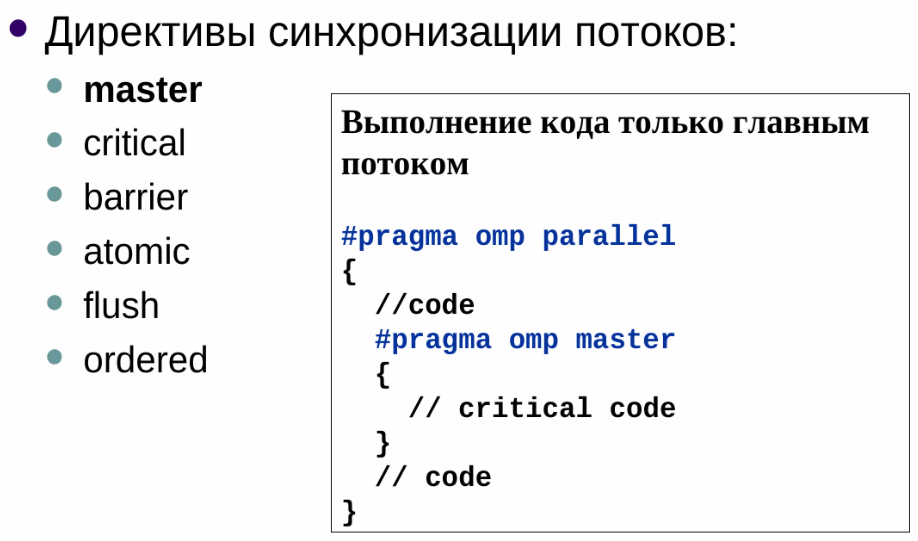 Директивы синхронизации потоков:
master
critical
barrier
atomic
flush
ordered
Выполнение кода только главным
потоком
#pragma omp parallel
{
//code
#pragma omp master
{
// critical code
}
// code
}